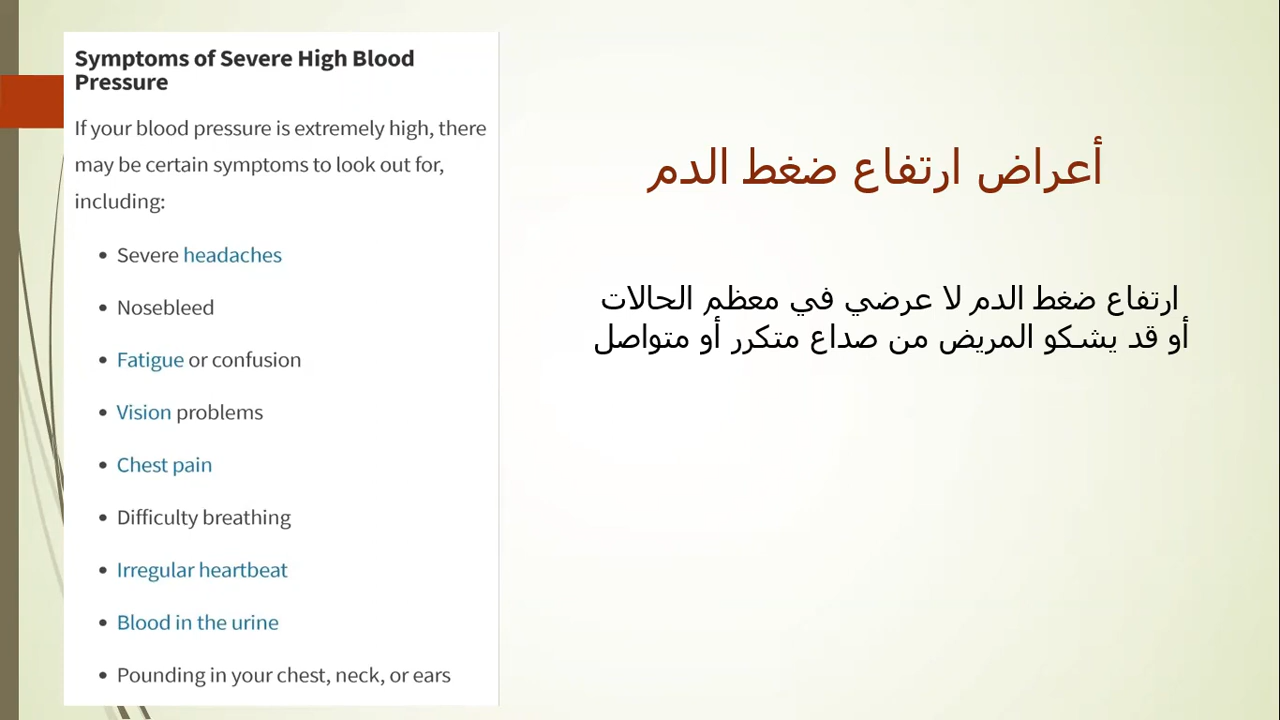 Symptoms of Severe High Blood
Pressure
If your blood pressure is extremely high, there
may be certain symptoms to look out for,
including:
• Severe headaches
• Nosebleed
• Fatigue or confusion
• Vision problems
• Chest pain
• Difficulty breathing
• Irregular heartbeat
• Blood in the urine
• Pounding in your chest, neck, or ears
أعراض ارتفاع ضغط الدم
ارتفاع ضغط الدم لا عرضي في معظم الحالات
أو قد يشكو المريض من صداع متكرر أو متواصل